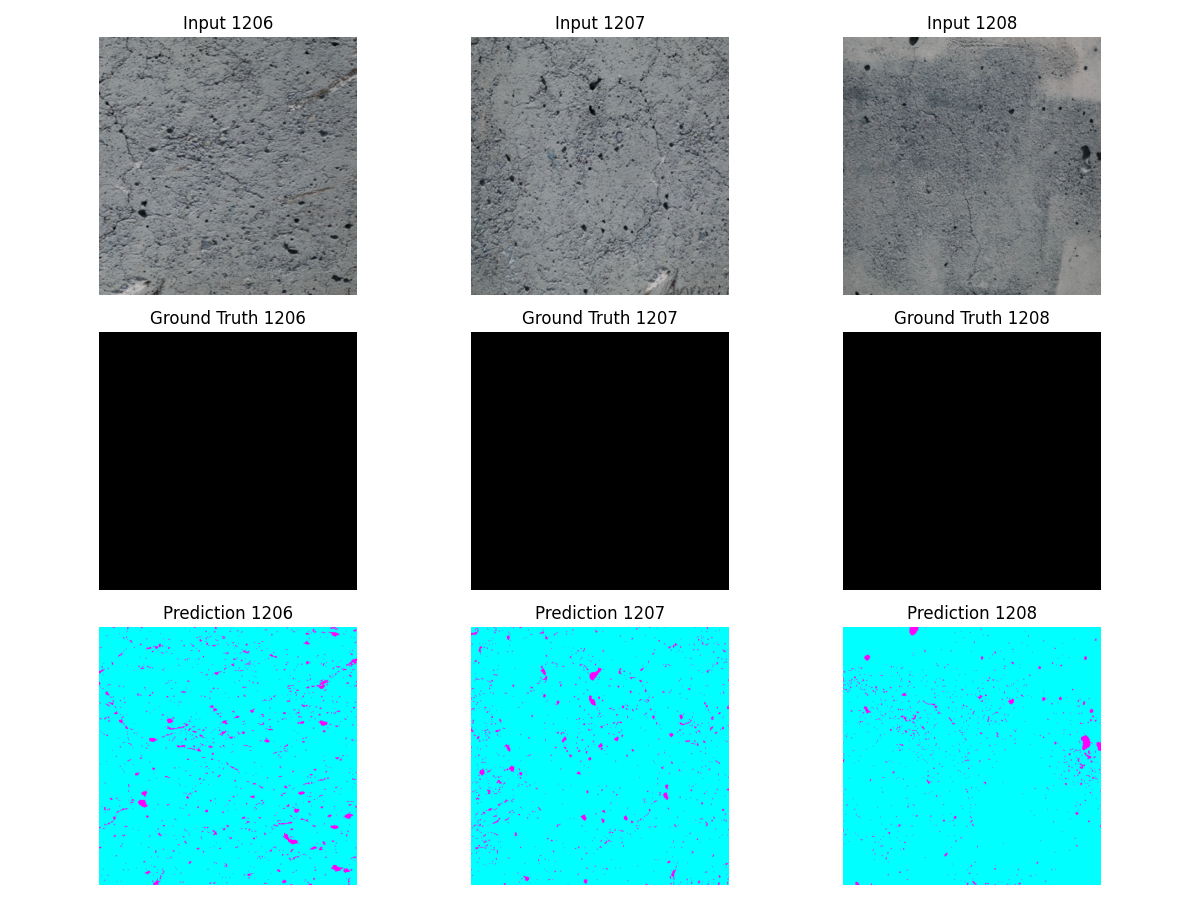 Input 1206
Input 1207
Input 1208
Ground Truth 1206
Ground Truth 1207
Ground Truth 1208
Prediction 1206
Prediction 1207
Prediction 1208